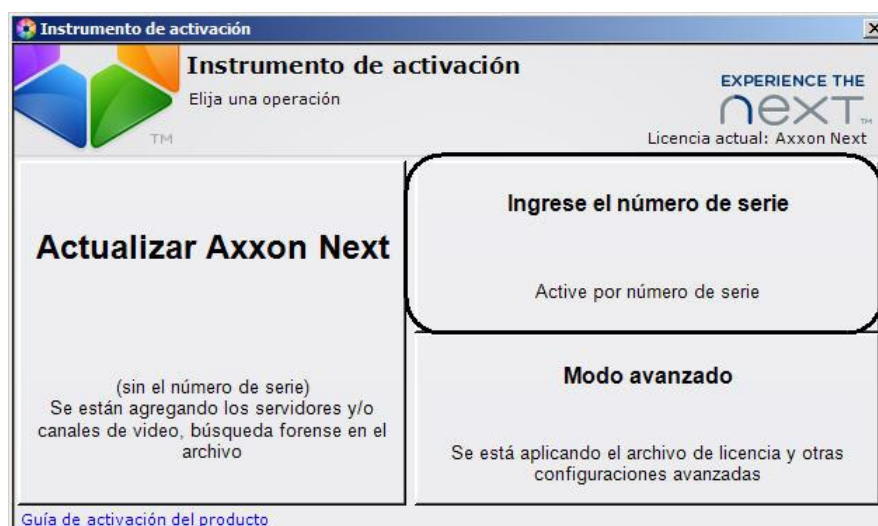 Instrumento de activación
Instrumento de activación
Elija una operación
EXPERIENCE THE
next™
Licencia actual: Axxon Next
TM
Actualizar Axxon Next
(sin el número de serie)
Se están agregando los servidores y/o
canales de video, búsqueda forense en el
archivo
Ingrese el número de serie
Active por número de serie
Modo avanzado
Se está aplicando el archivo de licencia y otras
configuraciones avanzadas
Guía de activación del producto